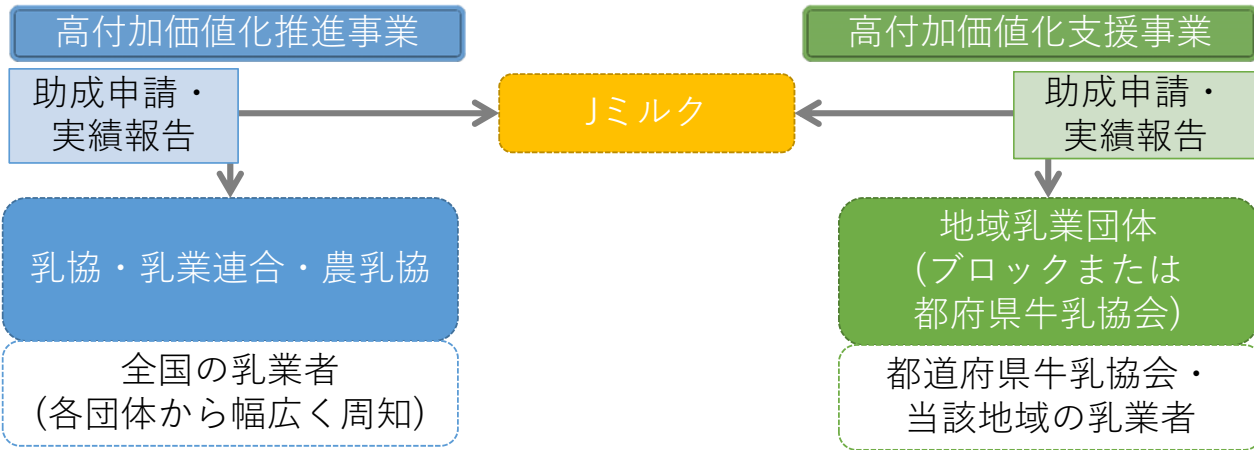 高付加価値化推進事業
高付加価値化支援事業
助成申請・
実績報告
Jミルク
助成申請・
実績報告
乳協・乳業連合・農乳協
地域乳業団体
(ブロックまたは
都府県牛乳協会)
全国の乳業者
(各団体から幅広く周知)
都道府県牛乳協会・
当該地域の乳業者